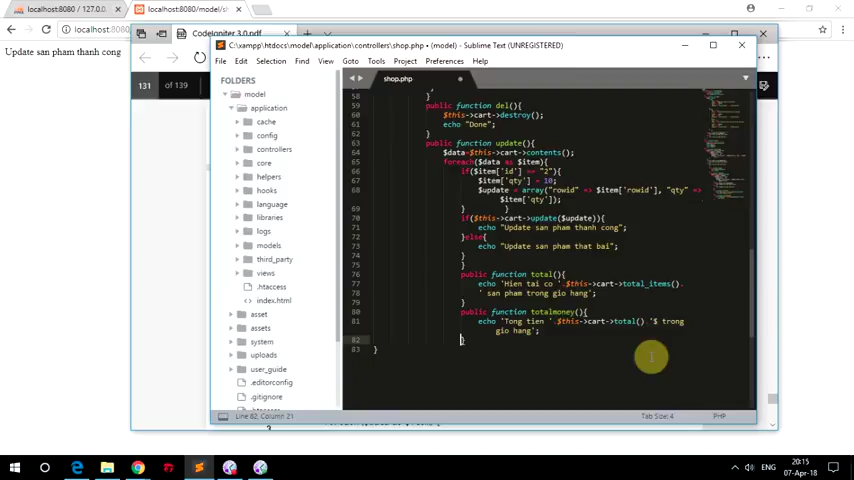 localhost:8080 / 127.0.
localhost:8080/model/s
localhost:8080/
Update san pham thanh cong
CodeIgniter 3.0.pdf
131 of 139
C:\xampp\htdocs\model\application\controllers\shop.php • (model) - Sublime Text (UNREGISTERED)
File Edit Selection Find View Goto Tools Project Preferences Help
FOLDERS
model
application
cache
config
controllers
core
helpers
hooks
language
libraries
logs
models
third_party
views
.htaccess
index.html
asset
assets
system
uploads
user_guide
.editorconfig
.gitignore
shop.php
58 }
59 public function del(){
60 $this->cart->destroy();
61 echo "Done";
62 }
63 public function update(){
64 $data=$this->cart->contents();
65 foreach($data as $item){
66 if($item['id'] == "2"){
67 $item['qty'] = 10;
68 $update = array("rowid" => $item['rowid'], "qty" =>
$item['qty']);
69 } }
70 if($this->cart->update($update)){
71 echo "Update san pham thanh cong";
72 }else{
73 echo "Update san pham that bai";
74 }
75 }
76 public function total(){
77 echo 'Hien tai co '.$this->cart->total_items().
78 ' san pham trong gio hang';
79 }
80 public function totalmoney(){
81 echo 'Tong tien '.$this->cart->total().'$ trong
gio hang';
82 }
83 }
Line 82, Column 21
Tab Size: 4
PHP
ENG
20:15
07-Apr-18